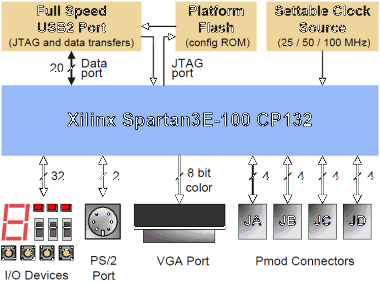 Full Speed
USB2 Port
(JTAG and data transfers)
Platform
Flash
(config ROM)
Settable Clock
Source
(25 / 50 / 100 MHz)
20
Data
port
JTAG
port
Xilinx Spartan3E-100 CP132
32
2
8 bit
color
4
4
4
4
JA
JB
JC
JD
I/O Devices
PS/2
Port
VGA Port
Pmod Connectors